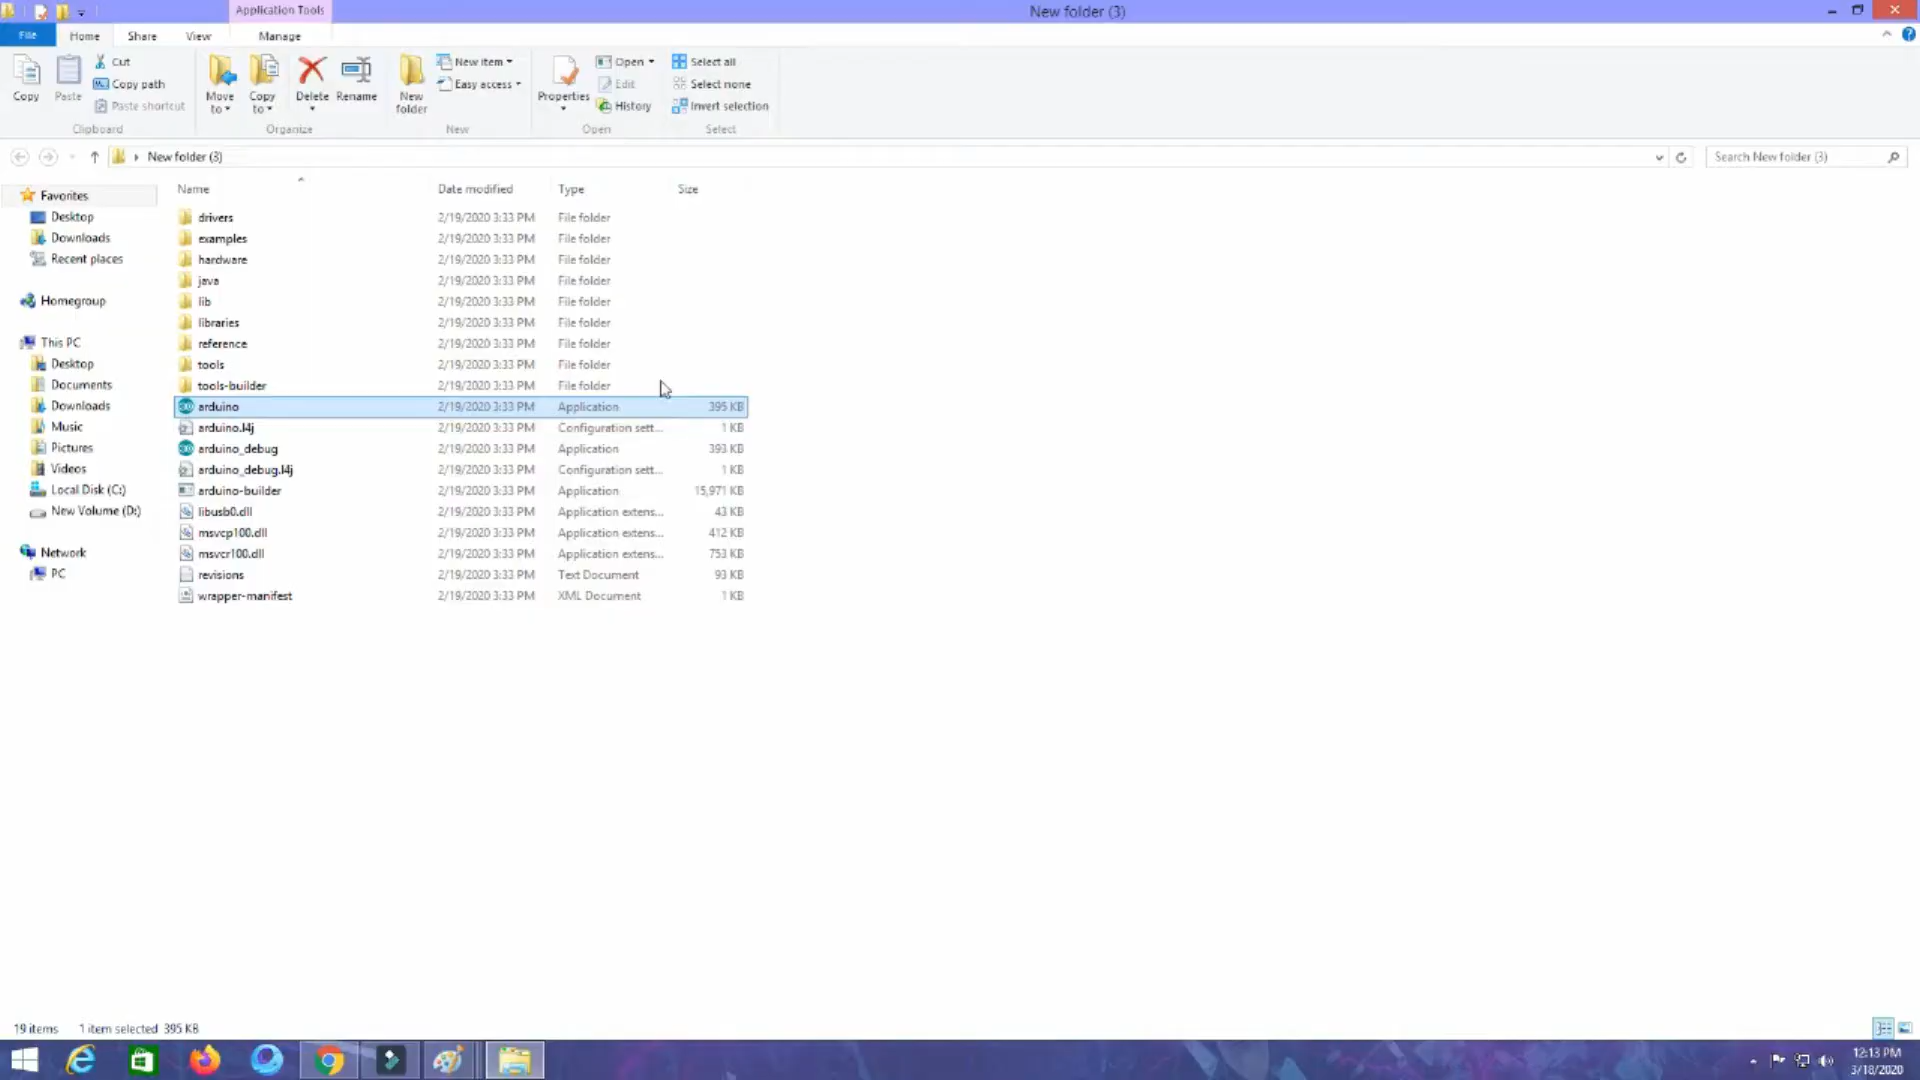 Application Tools
New folder (3)
File Home Share View Manage
Copy
Paste
Cut
Copy path
Paste shortcut
Clipboard
Move to
Copy to
Delete
Rename
Organize
New folder
New item
Easy access
New
Properties
Open
Edit
History
Open
Select all
Select none
Invert selection
Select
New folder (3)
Search New folder (3)
Favorites
Desktop
Downloads
Recent places
Homegroup
This PC
Desktop
Documents
Downloads
Music
Pictures
Videos
Local Disk (C:)
New Volume (D:)
Network
PC
Name Date modified Type Size
drivers 2/19/2020 3:33 PM File folder
examples 2/19/2020 3:33 PM File folder
hardware 2/19/2020 3:33 PM File folder
java 2/19/2020 3:33 PM File folder
lib 2/19/2020 3:33 PM File folder
libraries 2/19/2020 3:33 PM File folder
reference 2/19/2020 3:33 PM File folder
tools 2/19/2020 3:33 PM File folder
tools-builder 2/19/2020 3:33 PM File folder
arduino 2/19/2020 3:33 PM Application 395 KB
arduino.l4j 2/19/2020 3:33 PM Configuration sett... 1 KB
arduino_debug 2/19/2020 3:33 PM Application 393 KB
arduino_debug.l4j 2/19/2020 3:33 PM Configuration sett... 1 KB
arduino-builder 2/19/2020 3:33 PM Application 15,971 KB
libusb0.dll 2/19/2020 3:33 PM Application extens... 43 KB
msvcp100.dll 2/19/2020 3:33 PM Application extens... 412 KB
msvcr100.dll 2/19/2020 3:33 PM Application extens... 753 KB
revisions 2/19/2020 3:33 PM Text Document 93 KB
wrapper-manifest 2/19/2020 3:33 PM XML Document 1 KB
19 items 1 item selected 395 KB
12:13 PM
3/18/2020